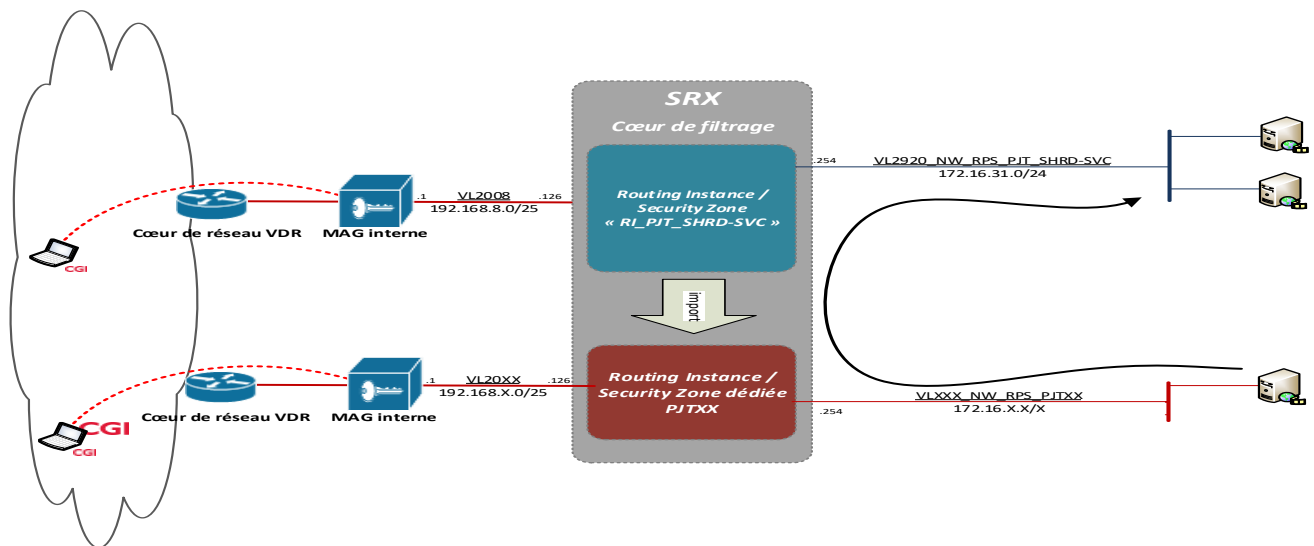 SRX
Cœur de filtrage
Routing Instance /
Security Zone
« RI_PJT_SHRD-SVC »
.254
VL2920_NW_RPS_PJT_SHRD-SVC
172.16.31.0/24
.1
VL2008
.126
192.168.8.0/25
Cœur de réseau VDR
MAG interne
CGI
import
Routing Instance /
Security Zone dédiée
PJTXX
.1
VL20XX
.126
192.168.X.0/25
Cœur de réseau VDR
MAG interne
CGI
CGI
.254
VLXXX_NW_RPS_PJTXX
172.16.X.X/X